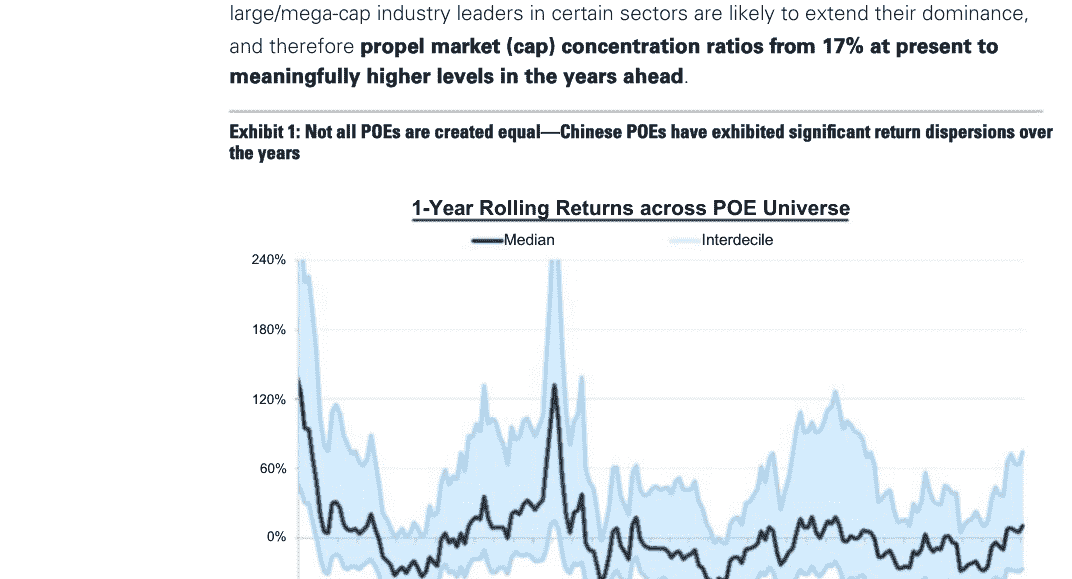 large/mega-cap industry leaders in certain sectors are likely to extend their dominance,
and therefore propel market (cap) concentration ratios from 17% at present to
meaningfully higher levels in the years ahead.
Exhibit 1: Not all POEs are created equal—Chinese POEs have exhibited significant return dispersions over
the years
1-Year Rolling Returns across POE Universe
Median Interdecile
240%
180%
120%
60%
0%